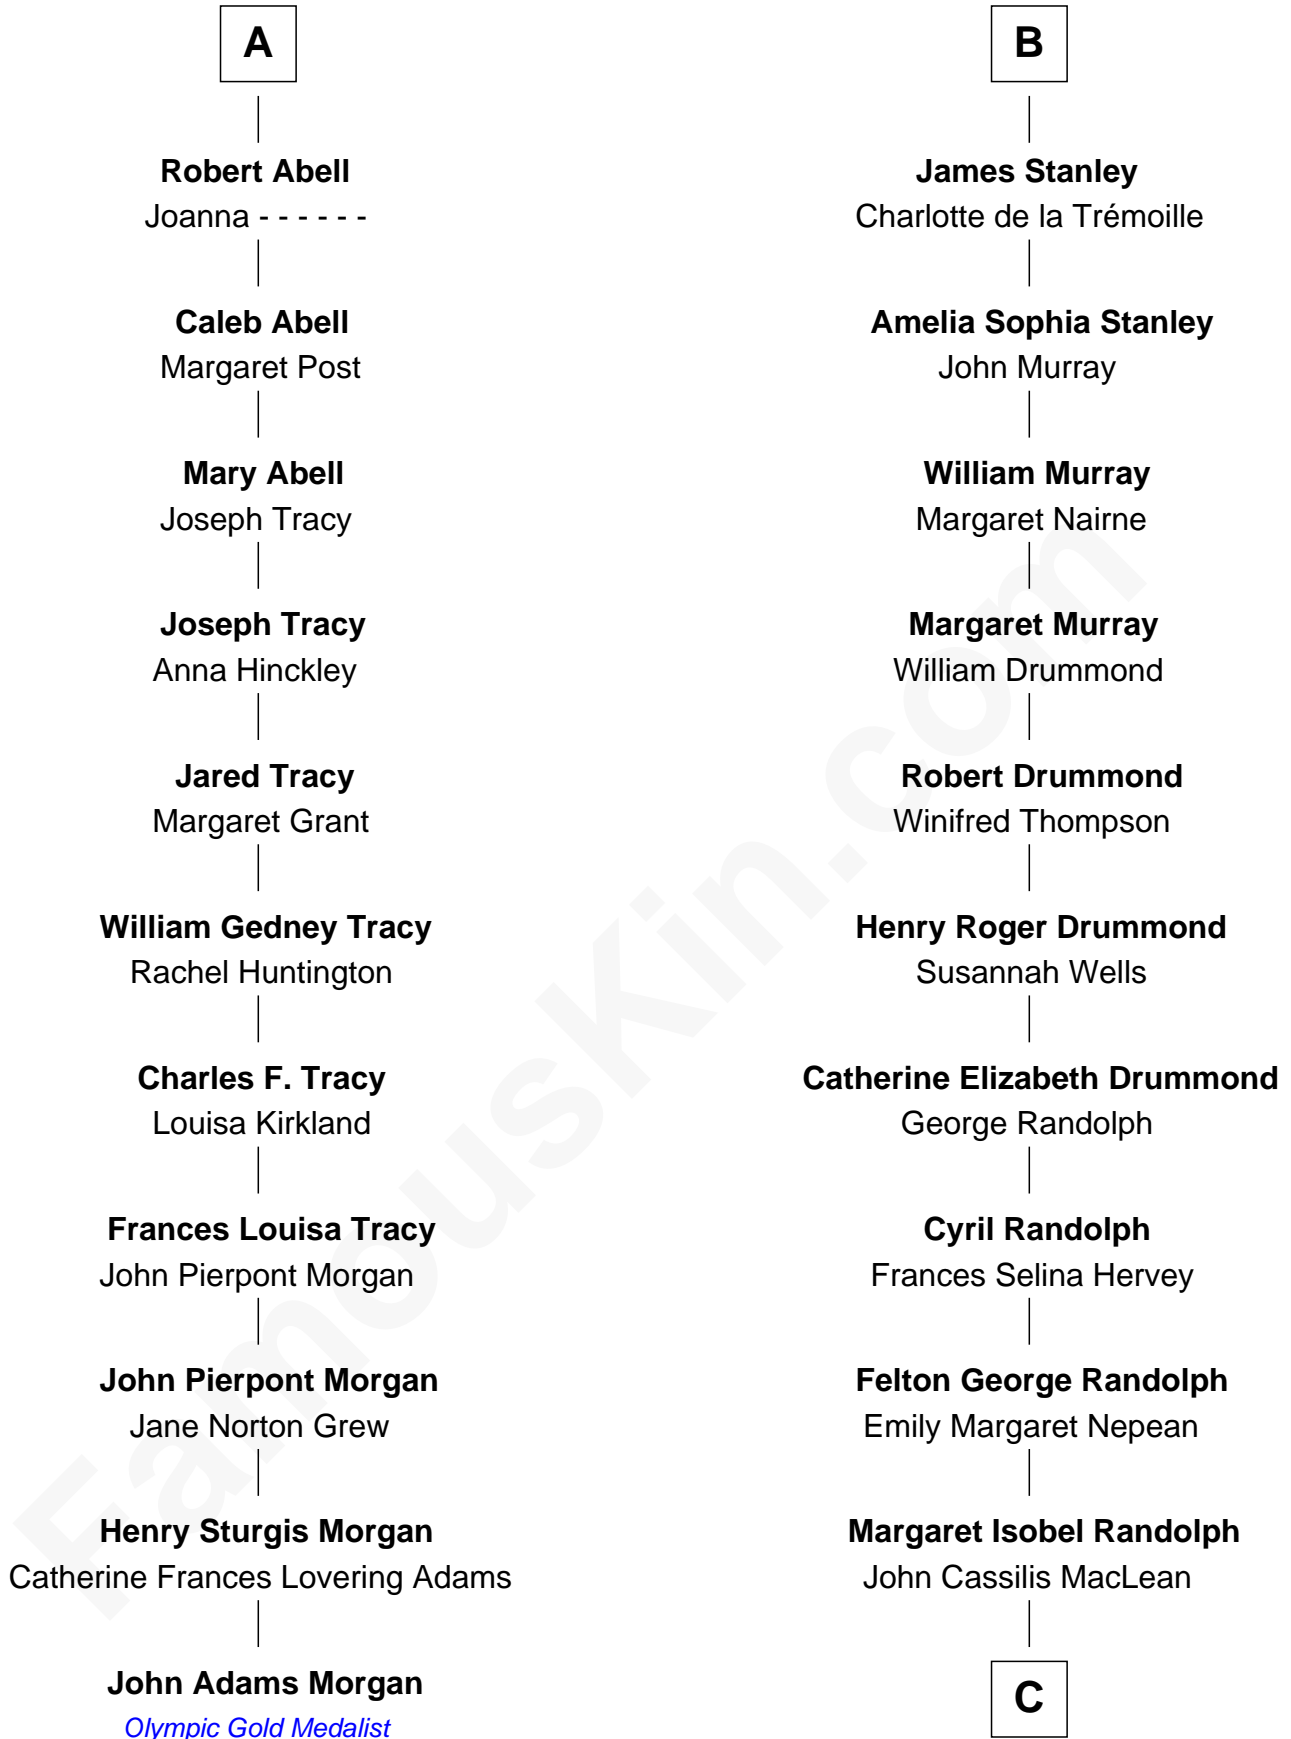 A
Robert Abell
Joanna - - - - - -
Caleb Abell
Margaret Post
Mary Abell
Joseph Tracy
Joseph Tracy
Anna Hinckley
Jared Tracy
Margaret Grant
William Gedney Tracy
Rachel Huntington
Charles F. Tracy
Louisa Kirkland
Frances Louisa Tracy
John Pierpont Morgan
John Pierpont Morgan
Jane Norton Grew
Henry Sturgis Morgan
Catherine Frances Lovering Adams
John Adams Morgan
Olympic Gold Medalist
B
James Stanley
Charlotte de la Trémoille
Amelia Sophia Stanley
John Murray
William Murray
Margaret Nairne
Margaret Murray
William Drummond
Robert Drummond
Winifred Thompson
Henry Roger Drummond
Susannah Wells
Catherine Elizabeth Drummond
George Randolph
Cyril Randolph
Frances Selina Hervey
Felton George Randolph
Emily Margaret Nepean
Margaret Isobel Randolph
John Cassilis MacLean
C
FamousKin.com